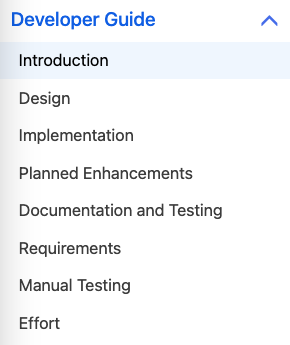 Developer Guide
Introduction
Design
Implementation
Planned Enhancements
Documentation and Testing
Requirements
Manual Testing
Effort